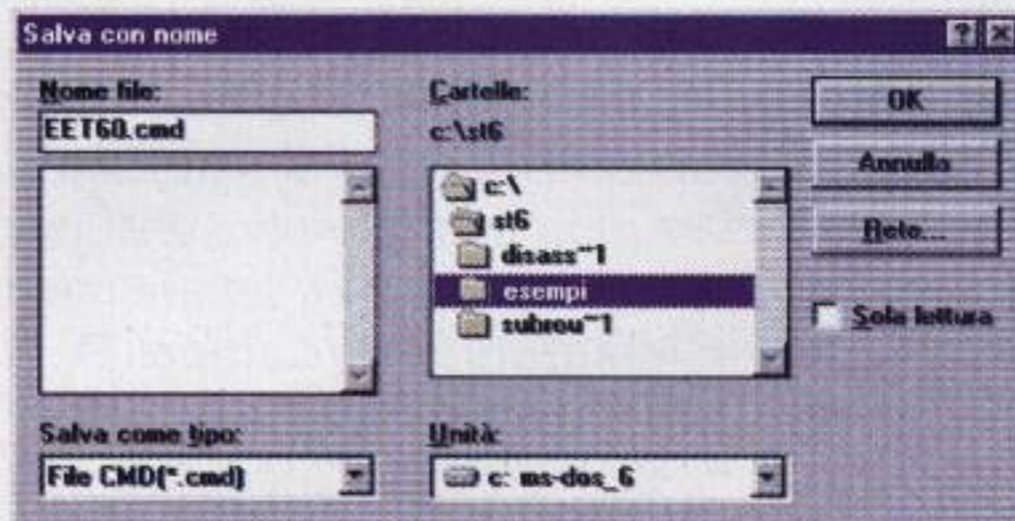 Salva con nome
Nome file:
EET60.cmd
Cartelle:
c:\st6
c:\
st6
disass~1
esempi
subrou~1
OK
Annulla
Rete...
Sola lettura
Salva come tipo:
File CMD(*.cmd)
Unità:
c: ms-dos_6